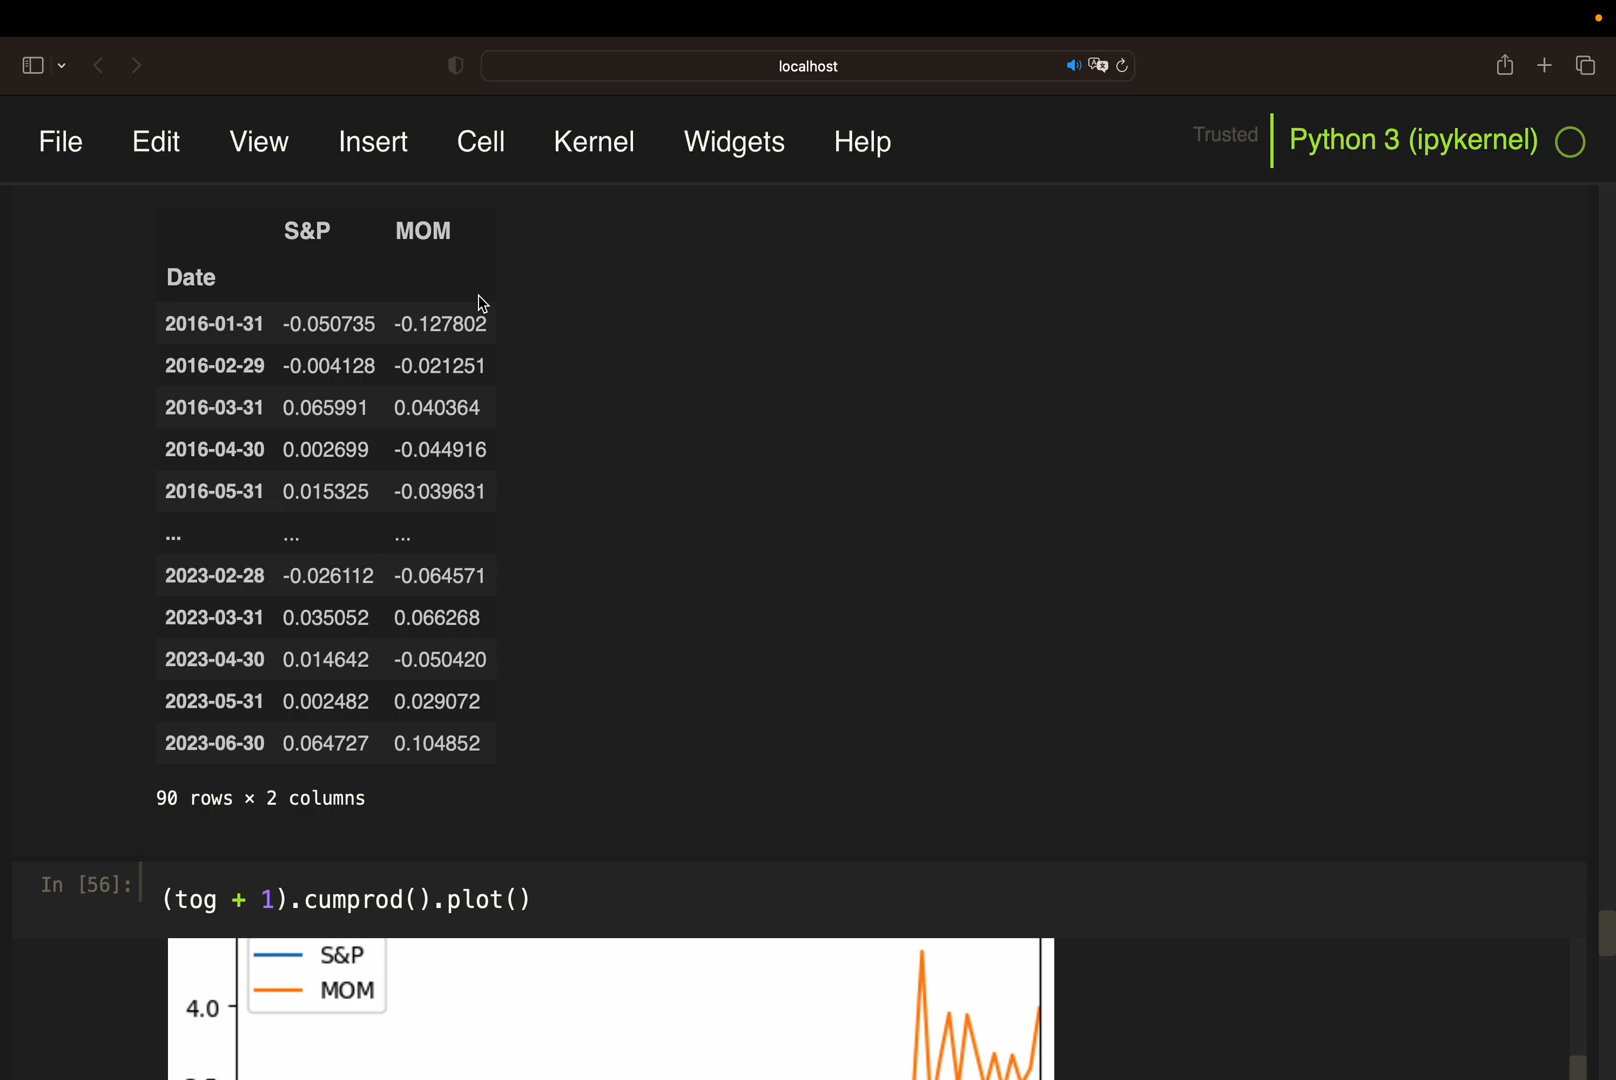 localhost
File Edit View Insert Cell Kernel Widgets Help Trusted Python 3 (ipykernel)
S&P MOM
Date
2016-01-31 -0.050735 -0.127802
2016-02-29 -0.004128 -0.021251
2016-03-31 0.065991 0.040364
2016-04-30 0.002699 -0.044916
2016-05-31 0.015325 -0.039631
... ... ...
2023-02-28 -0.026112 -0.064571
2023-03-31 0.035052 0.066268
2023-04-30 0.014642 -0.050420
2023-05-31 0.002482 0.029072
2023-06-30 0.064727 0.104852
90 rows × 2 columns
In [56]: (tog + 1).cumprod().plot()
S&P
MOM
4.0